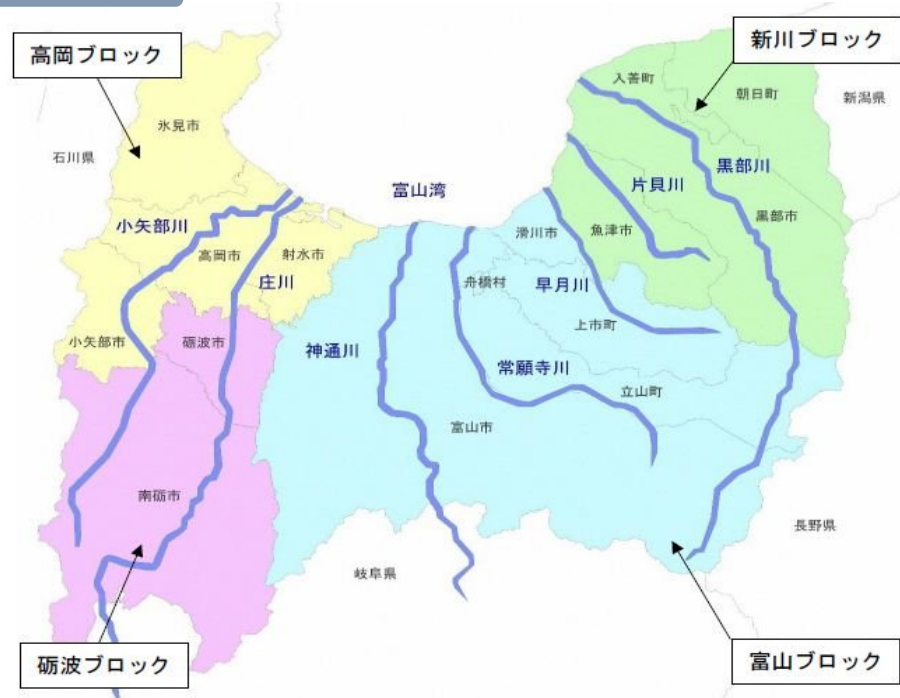 高岡ブロック
新川ブロック
入善町
朝日町
新潟県
氷見市
石川県
黒部川
片貝川
富山湾
黒部市
小矢部川
魚津市
滑川市
高岡市
射水市
庄川
舟橋村
早月川
上市町
小矢部市
砺波市
神通川
常願寺川
立山町
富山市
南砺市
長野県
岐阜県
砺波ブロック
富山ブロック